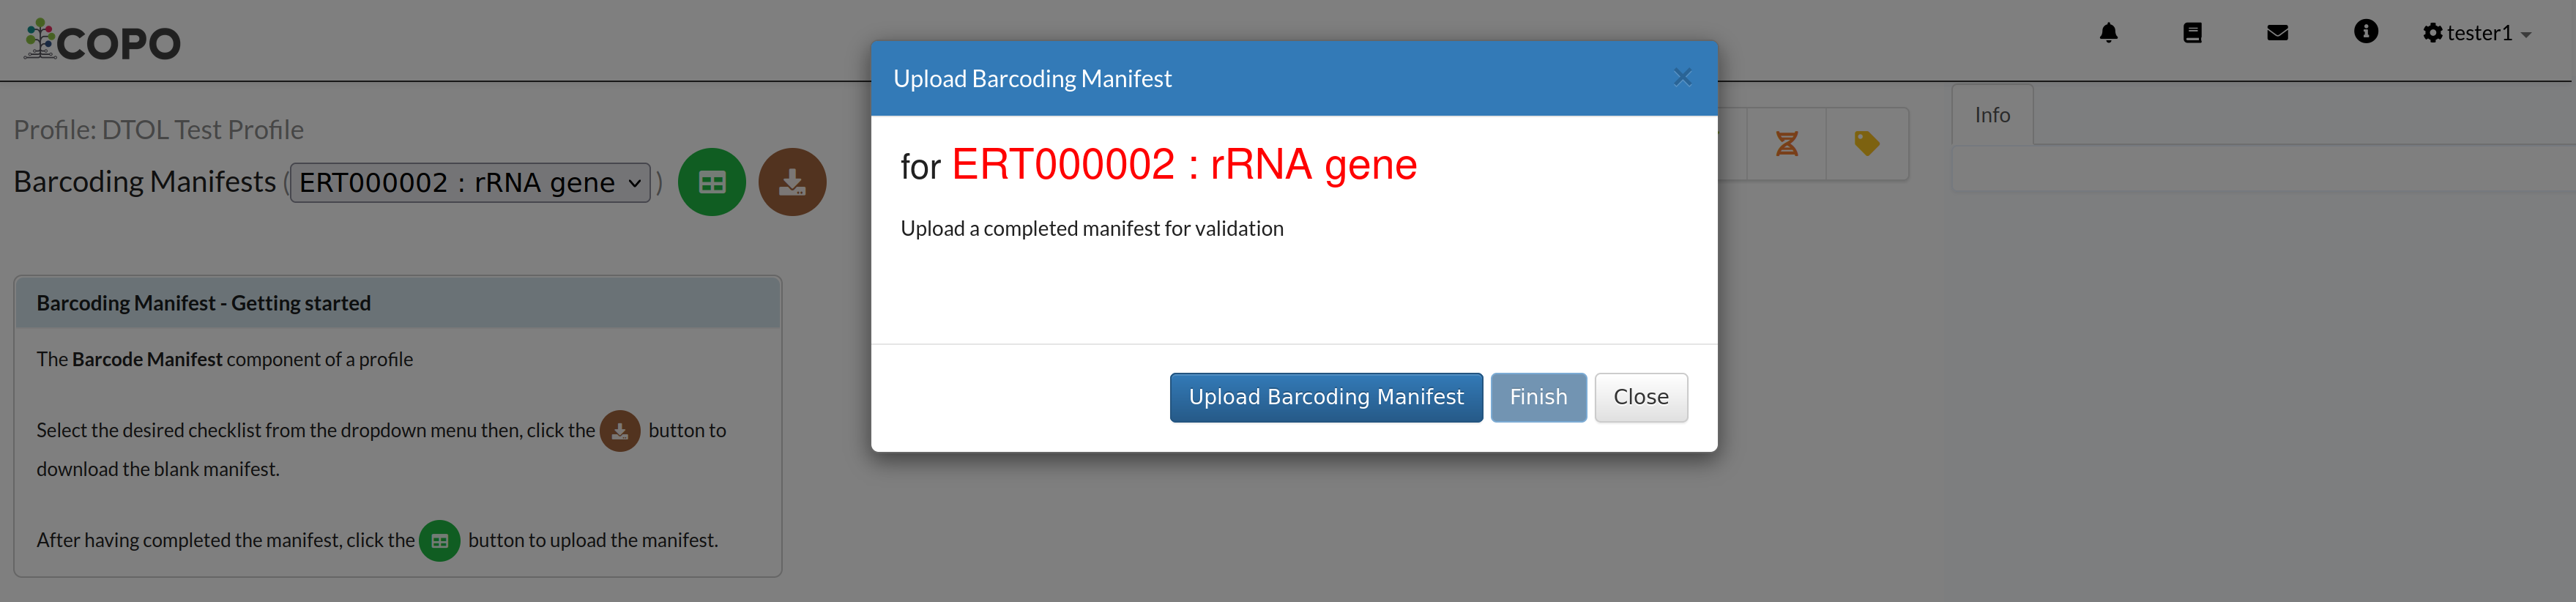 COPO
tester1
Profile: DTOL Test Profile
Barcoding Manifests ( ERT000002 : rRNA gene )
Upload Barcoding Manifest ×
for ERT000002 : rRNA gene
Upload a completed manifest for validation
Upload Barcoding Manifest Finish Close
Info
Barcoding Manifest - Getting started
The Barcode Manifest component of a profile
Select the desired checklist from the dropdown menu then, click the button to
download the blank manifest.
After having completed the manifest, click the button to upload the manifest.